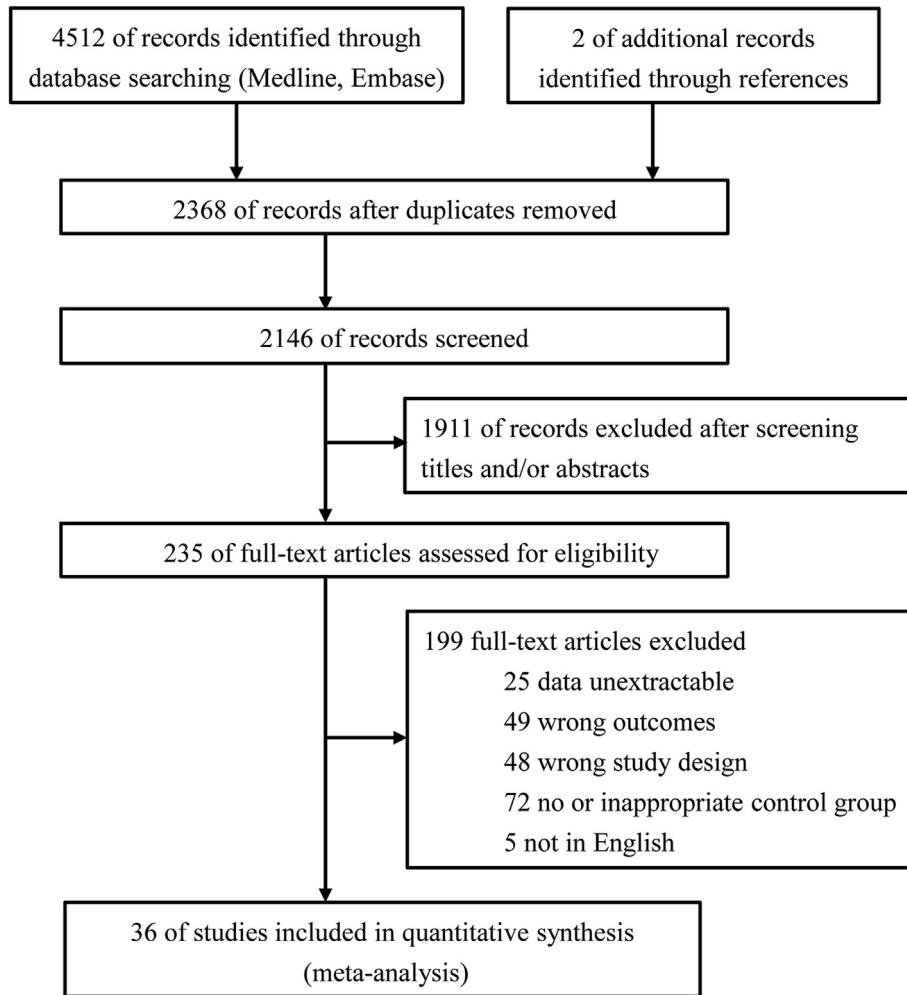 4512 of records identified through
database searching (Medline, Embase)
2 of additional records
identified through references
2368 of records after duplicates removed
2146 of records screened
1911 of records excluded after screening
titles and/or abstracts
235 of full-text articles assessed for eligibility
199 full-text articles excluded
25 data unextractable
49 wrong outcomes
48 wrong study design
72 no or inappropriate control group
5 not in English
36 of studies included in quantitative synthesis
(meta-analysis)